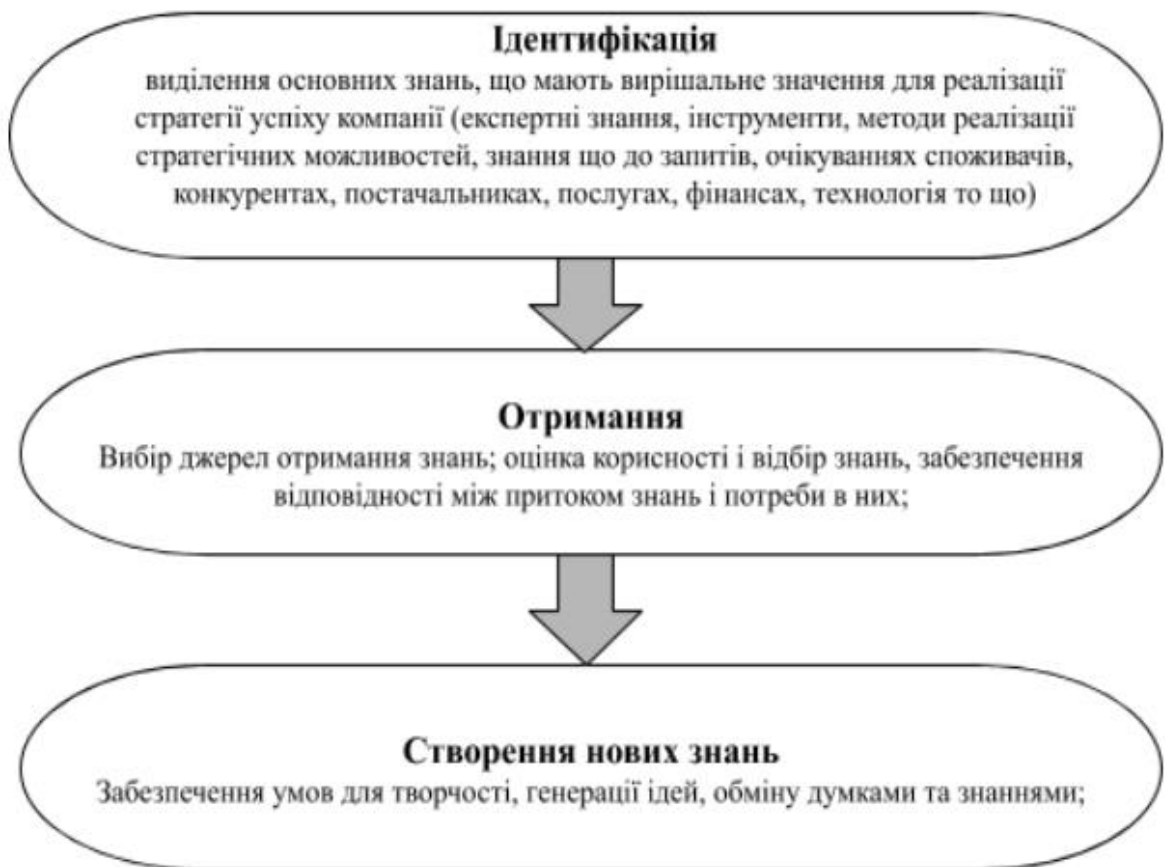 Ідентифікація
виділення основних знань, що мають вирішальне значення для реалізації
стратегії успіху компанії (експертні знання, інструменти, методи реалізації
стратегічних можливостей, знання що до запитів, очікуваннях споживачів,
конкурентах, постачальниках, послугах, фінансах, технологія то що)
Отримання
Вибір джерел отримання знань; оцінка корисності і відбір знань, забезпечення
відповідності між притоком знань і потреби в них;
Створення нових знань
Забезпечення умов для творчості, генерації ідей, обміну думками та знаннями;